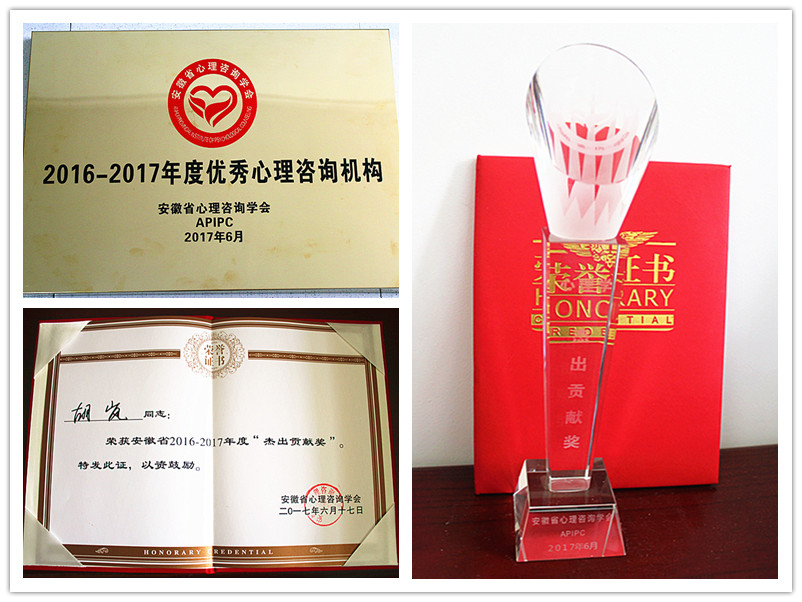 安徽省心理咨询学会
2016-2017年度优秀心理咨询机构
安徽省心理咨询学会
APIPC
2017年6月
荣誉
证书
胡岚 同志:
荣获安徽省2016-2017年度“杰出贡献奖”。
特发此证，以资鼓励。
安徽省心理咨询学会
二〇一七年六月十七日
HONORARY CREDENTIAL
荣誉证书
HONORARY
出贡献奖
安徽省心理咨询学会
APIPC
2017年6月